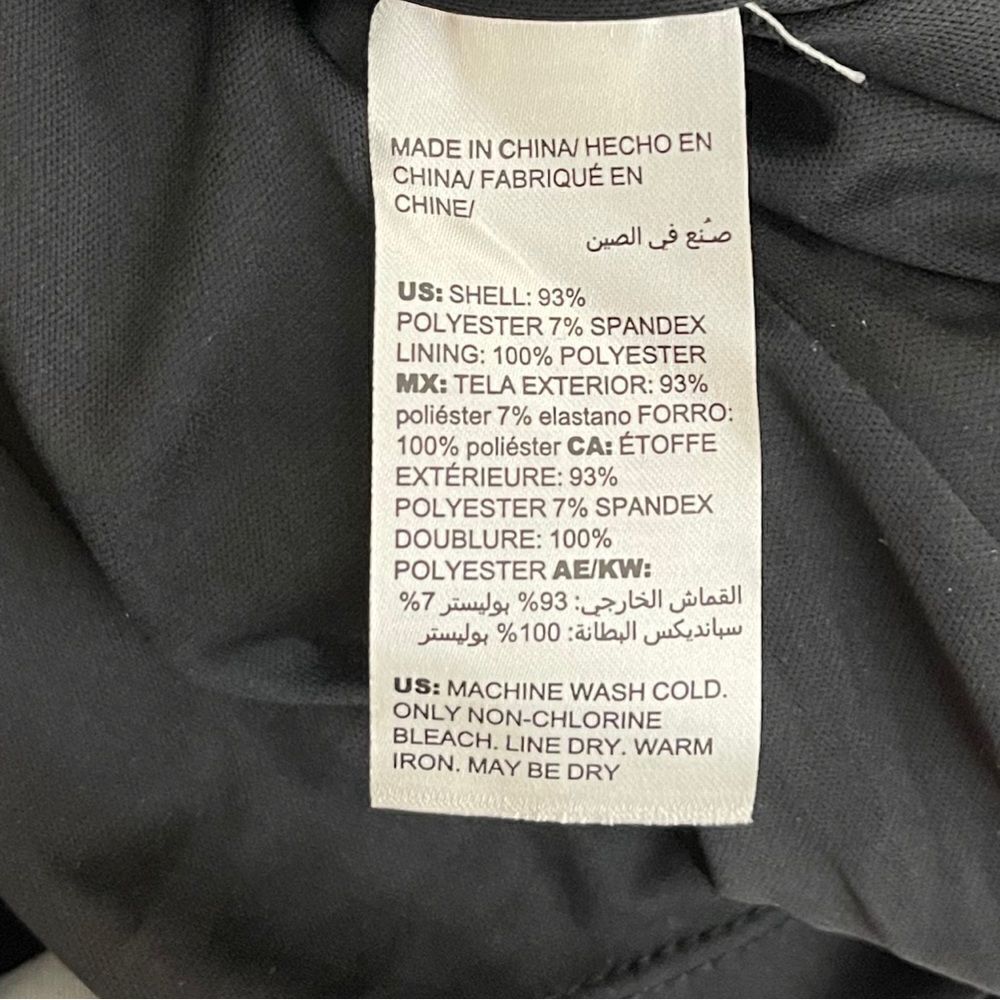 MADE IN CHINA/ HECHO EN
CHINA/ FABRIQUÉ EN
CHINE/
صُنع في الصين
US: SHELL: 93%
POLYESTER 7% SPANDEX
LINING: 100% POLYESTER
MX: TELA EXTERIOR: 93%
poliéster 7% elastano FORRO:
100% poliéster CA: ÉTOFFE
EXTÉRIEURE: 93%
POLYESTER 7% SPANDEX
DOUBLURE: 100%
POLYESTER AE/KW:
القماش الخارجي: 93% بوليستر 7%
سبانديكس البطانة: 100% بوليستر
US: MACHINE WASH COLD.
ONLY NON-CHLORINE
BLEACH. LINE DRY. WARM
IRON. MAY BE DRY